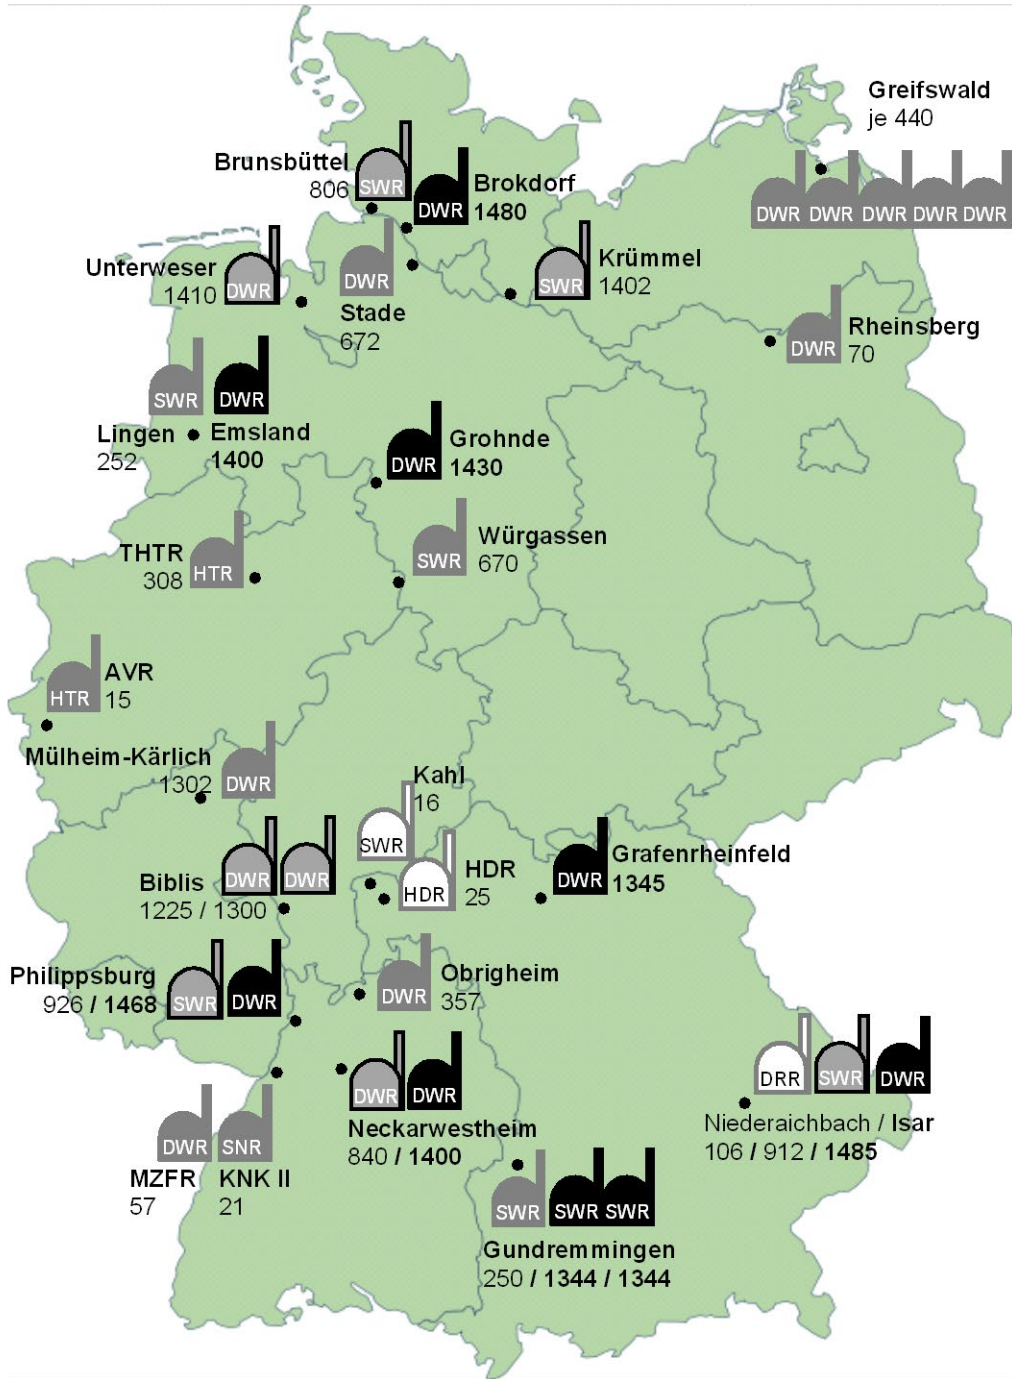 Greifswald
je 440
DWR DWR DWR DWR DWR
Brunsbüttel
806
SWR
DWR
Brokdorf
1480
Unterweser
1410
DWR
DWR
Stade
672
SWR
Krümmel
1402
DWR
Rheinsberg
70
SWR
DWR
Lingen
252
Emsland
1400
DWR
Grohnde
1430
THTR
308
HTR
SWR
Würgassen
670
HTR
AVR
15
Mülheim-Kärlich
1302
DWR
Kahl
16
SWR
HDR
HDR
25
DWR
Grafenrheinfeld
1345
Biblis
1225 / 1300
DWR DWR
Philippsburg
926 / 1468
SWR DWR
DWR
Obrigheim
357
DWR DWR
Neckarwestheim
840 / 1400
DRR SWR DWR
Niederaichbach / Isar
106 / 912 / 1485
DWR SNR
MZFR
57
KNK II
21
SWR SWR SWR
Gundremmingen
250 / 1344 / 1344